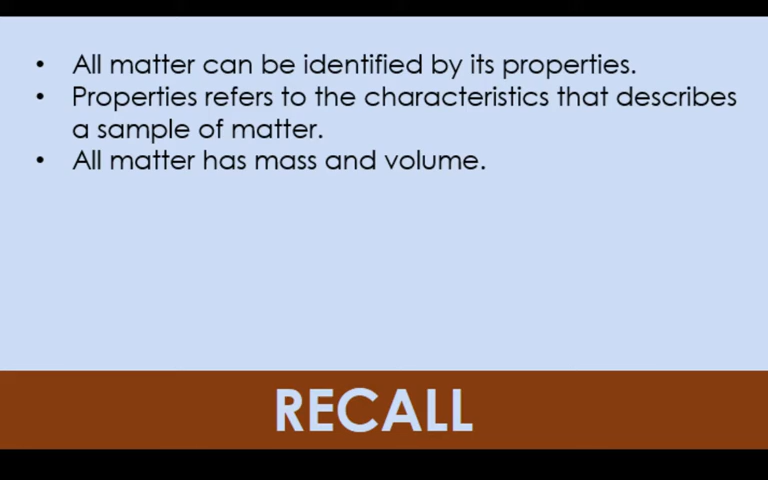 • All matter can be identified by its properties.
• Properties refers to the characteristics that describes
a sample of matter.
• All matter has mass and volume.
RECALL